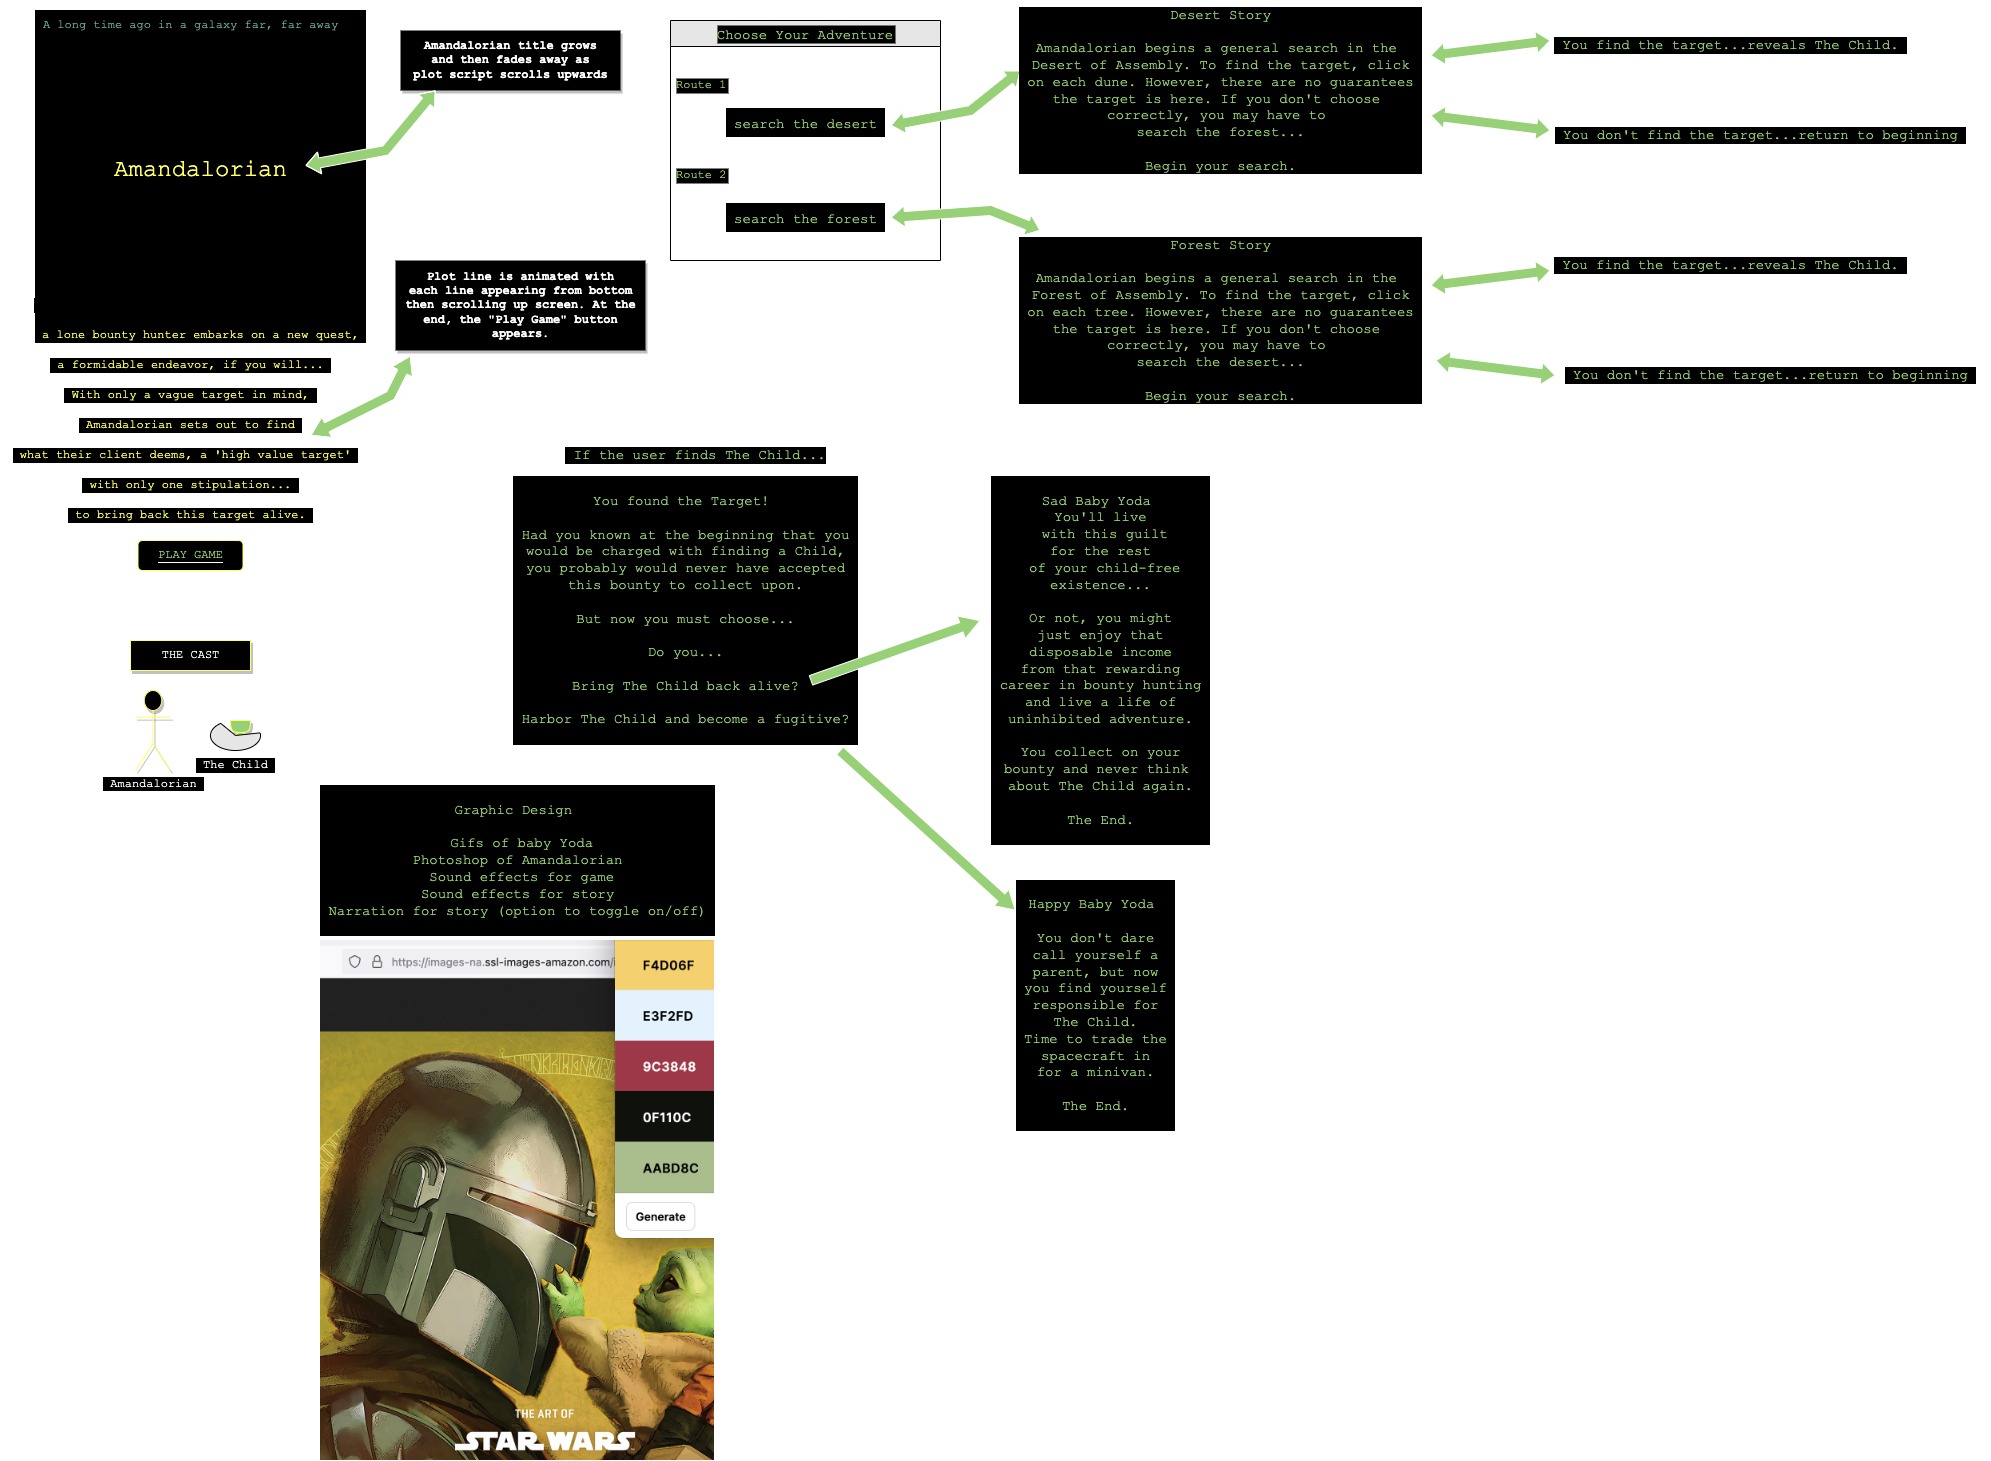 A long time ago in a galaxy far, far away
Amandalorian
a lone bounty hunter embarks on a new quest,
a formidable endeavor, if you will...
With only a vague target in mind,
Amandalorian sets out to find
what their client deems, a 'high value target'
with only one stipulation...
to bring back this target alive.
PLAY GAME
THE CAST
The Child
Amandalorian
Amandalorian title grows
and then fades away as
plot script scrolls upwards
Plot line is animated with
each line appearing from bottom
then scrolling up screen. At the
end, the "Play Game" button
appears.
Choose Your Adventure
Route 1
search the desert
Route 2
search the forest
Desert Story
Amandalorian begins a general search in the
Desert of Assembly. To find the target, click
on each dune. However, there are no guarantees
the target is here. If you don't choose
correctly, you may have to
search the forest...
Begin your search.
You find the target...reveals The Child.
You don't find the target...return to beginning
Forest Story
Amandalorian begins a general search in the
Forest of Assembly. To find the target, click
on each tree. However, there are no guarantees
the target is here. If you don't choose
correctly, you may have to
search the desert...
Begin your search.
You find the target...reveals The Child.
You don't find the target...return to beginning
If the user finds The Child...
You found the Target!
Had you known at the beginning that you
would be charged with finding a Child,
you probably would never have accepted
this bounty to collect upon.
But now you must choose...
Do you...
Bring The Child back alive?
Harbor The Child and become a fugitive?
Sad Baby Yoda
You'll live
with this guilt
for the rest
of your child-free
existence...
Or not, you might
just enjoy that
disposable income
from that rewarding
career in bounty hunting
and live a life of
uninhibited adventure.
You collect on your
bounty and never think
about The Child again.
The End.
Happy Baby Yoda
You don't dare
call yourself a
parent, but now
you find yourself
responsible for
The Child.
Time to trade the
spacecraft in
for a minivan.
The End.
Graphic Design
Gifs of baby Yoda
Photoshop of Amandalorian
Sound effects for game
Sound effects for story
Narration for story (option to toggle on/off)
https://images-na.ssl-images-amazon.com/i
F4D06F
E3F2FD
9C3848
0F110C
AABD8C
Generate
THE ART OF
STAR WARS